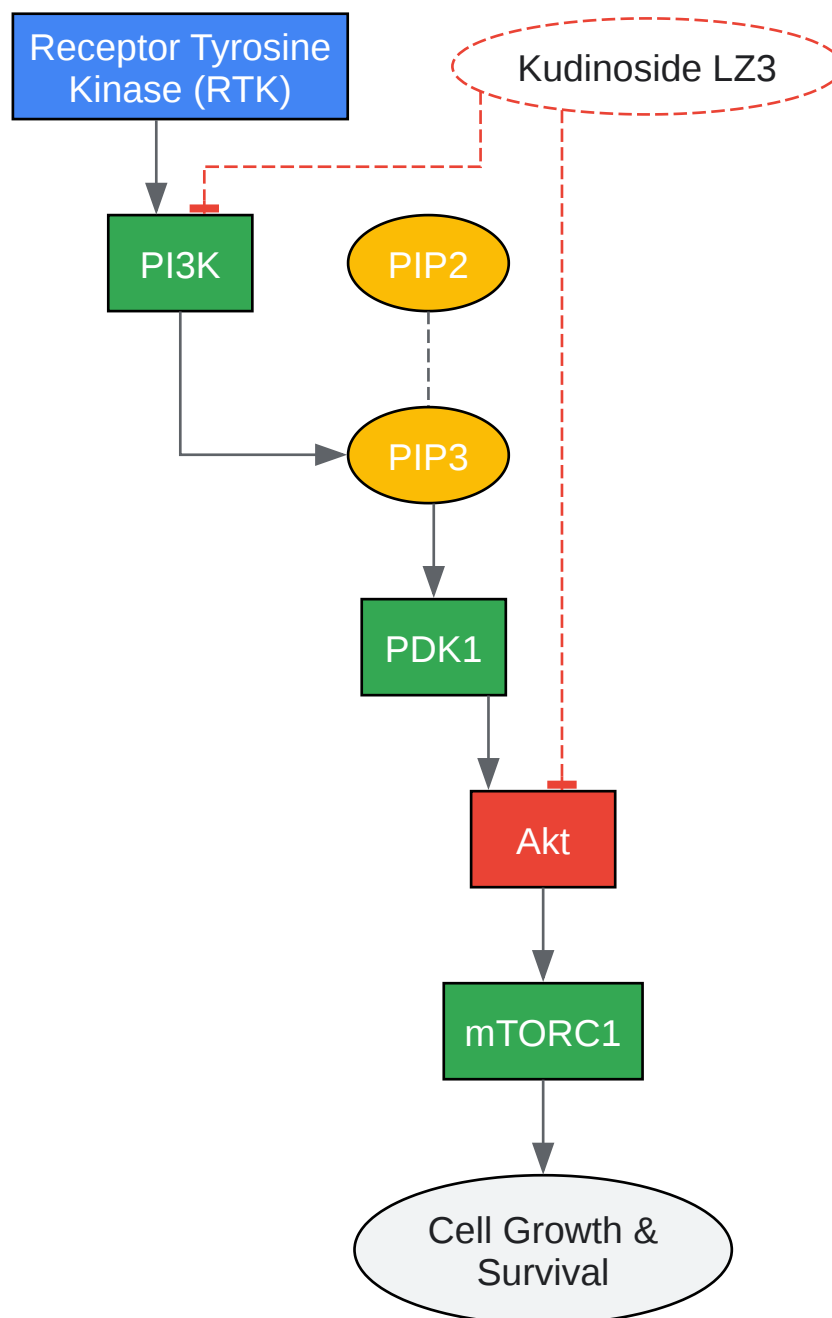 Receptor Tyrosine
Kinase (RTK)
Kudinoside LZ3
PI3K
PIP2
PIP3
PDK1
Akt
mTORC1
Cell Growth &
Survival